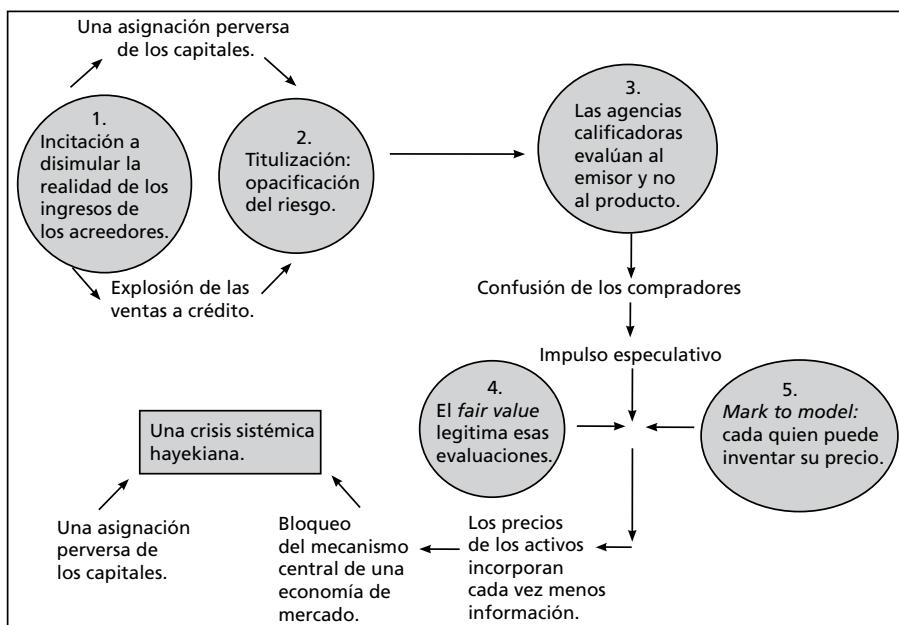 Una asignación perversa
de los capitales.
1.
Incitación a
disimular la
realidad de los
ingresos de
los acreedores.
2.
Titulización:
opacificación
del riesgo.
3.
Las agencias
calificadoras
evalúan al
emisor y no
al producto.
Explosión de las
ventas a crédito.
Confusión de los compradores
Impulso especulativo
4.
El fair value
legitima esas
evaluaciones.
5.
Mark to model:
cada quien puede
inventar su precio.
Una crisis sistémica
hayekiana.
Una asignación
perversa de
los capitales.
Bloqueo
del mecanismo
central de una
economía de
mercado.
Los precios
de los activos
incorporan
cada vez menos
información.